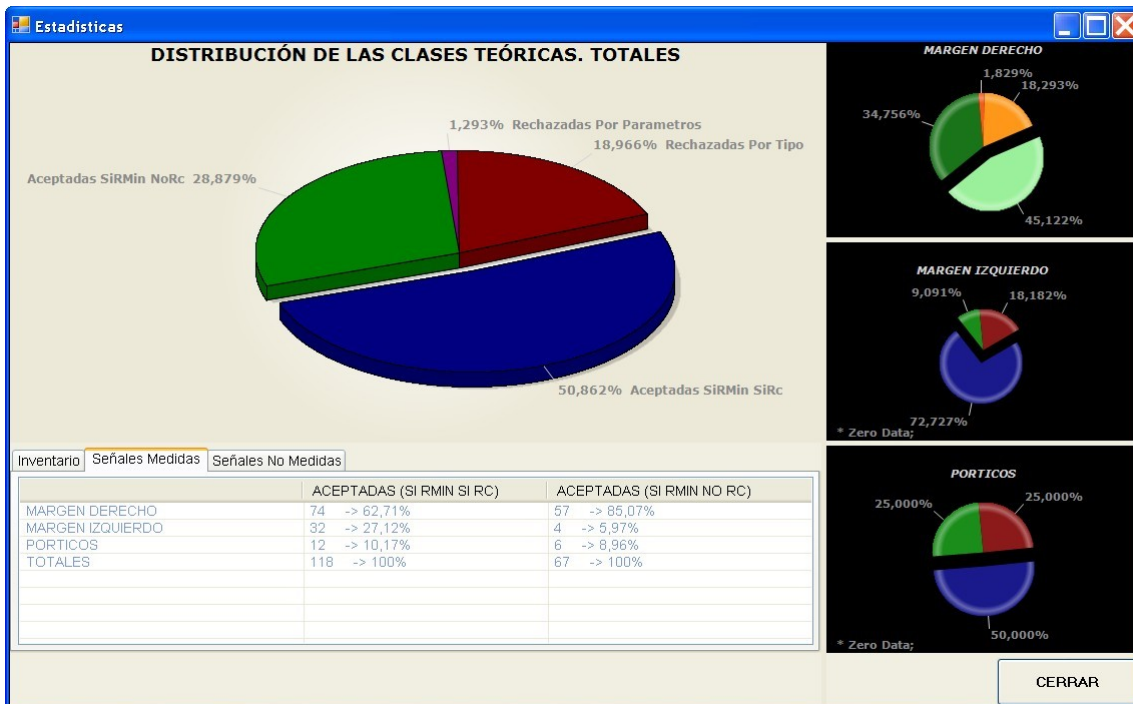 Estadisticas
DISTRIBUCIÓN DE LAS CLASES TEÓRICAS. TOTALES
1,293% Rechazadas Por Parametros
18,966% Rechazadas Por Tipo
Aceptadas SiRMin NoRc 28,879%
50,862% Aceptadas SiRMin SiRc
MARGEN DERECHO
1,829%
18,293%
34,756%
45,122%
MARGEN IZQUIERDO
9,091%
18,182%
72,727%
* Zero Data;
PORTICOS
25,000%
25,000%
50,000%
* Zero Data;
Inventario Señales Medidas Señales No Medidas
ACEPTADAS (SI RMIN SI RC) ACEPTADAS (SI RMIN NO RC)
MARGEN DERECHO 74 -> 62,71% 57 -> 85,07%
MARGEN IZQUIERDO 32 -> 27,12% 4 -> 5,97%
PORTICOS 12 -> 10,17% 6 -> 8,96%
TOTALES 118 -> 100% 67 -> 100%
CERRAR